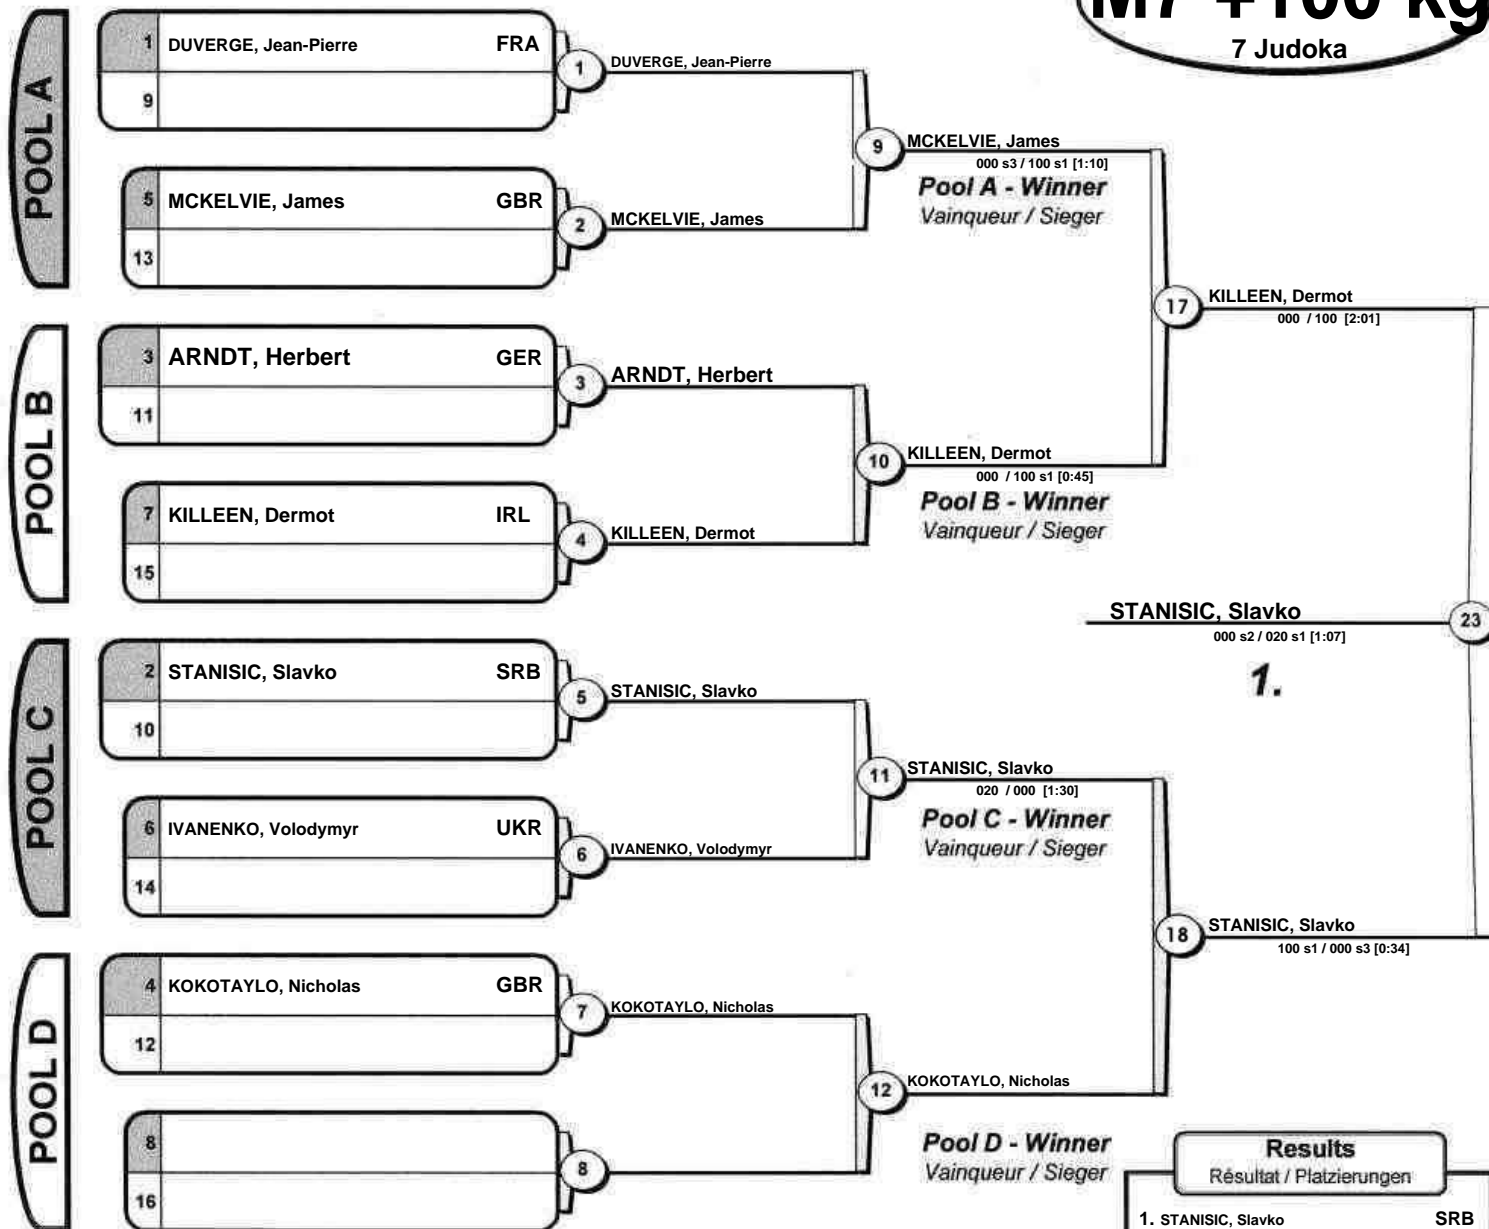 M7 +100 kg
7 Judoka
POOL A
1 DUVERGE, Jean-Pierre FRA
9
1 DUVERGE, Jean-Pierre
5 MCKELVIE, James GBR
13
2 MCKELVIE, James
9 MCKELVIE, James
000 s3 / 100 s1 [1:10]
Pool A - Winner
Vainqueur / Sieger
POOL B
3 ARNDT, Herbert GER
11
3 ARNDT, Herbert
7 KILLEEN, Dermot IRL
15
4 KILLEEN, Dermot
10 KILLEEN, Dermot
000 / 100 s1 [0:45]
Pool B - Winner
Vainqueur / Sieger
17 KILLEEN, Dermot
000 / 100 [2:01]
STANISIC, Slavko 23
000 s2 / 020 s1 [1:07]
1.
POOL C
2 STANISIC, Slavko SRB
10
5 STANISIC, Slavko
6 IVANENKO, Volodymyr UKR
14
6 IVANENKO, Volodymyr
11 STANISIC, Slavko
020 / 000 [1:30]
Pool C - Winner
Vainqueur / Sieger
18 STANISIC, Slavko
100 s1 / 000 s3 [0:34]
POOL D
4 KOKOTAYLO, Nicholas GBR
12
7 KOKOTAYLO, Nicholas
8
16
8
12 KOKOTAYLO, Nicholas
Pool D - Winner
Vainqueur / Sieger
Results
Résultat / Platzierungen
1. STANISIC, Slavko SRB